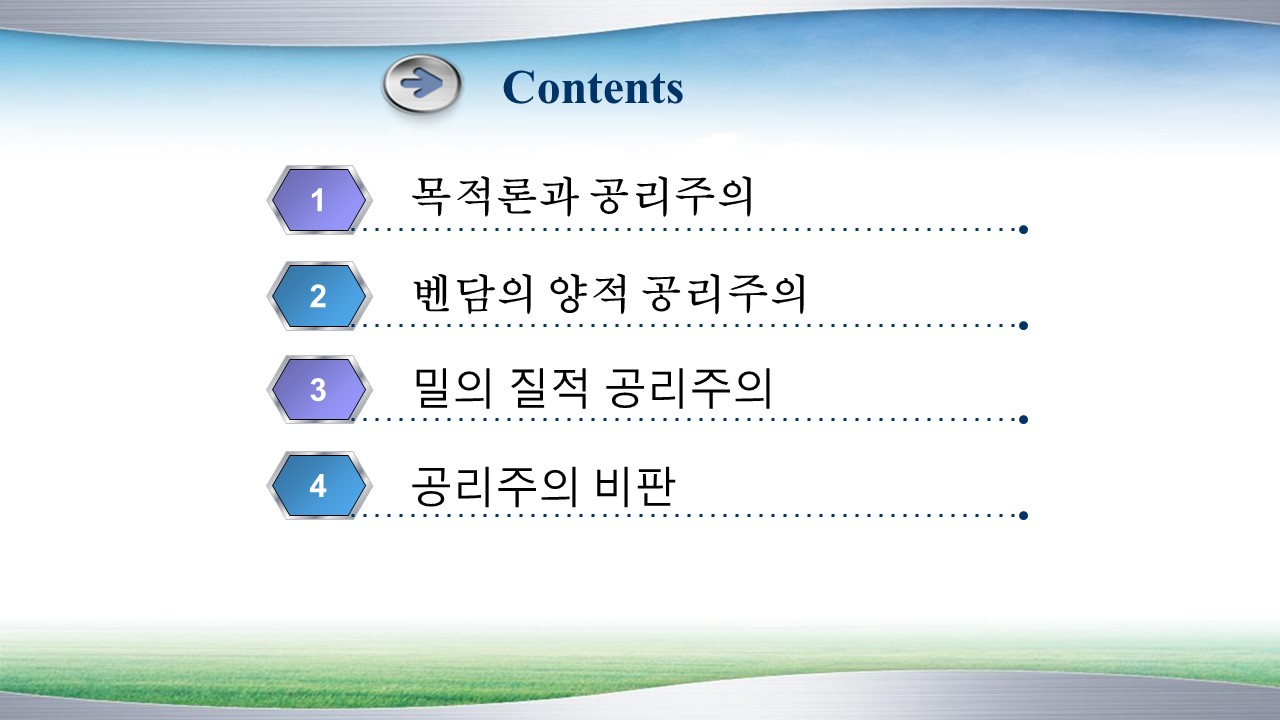 Contents
1 목적론과 공리주의
2 벤담의 양적 공리주의
3 밀의 질적 공리주의
4 공리주의 비판